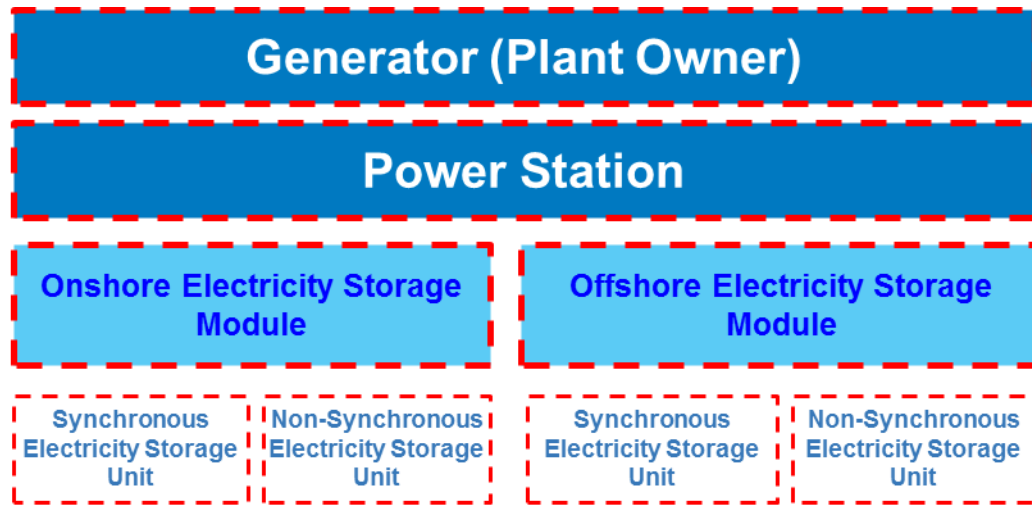 Generator (Plant Owner)
Power Station
Onshore Electricity Storage
Module
Offshore Electricity Storage
Module
Synchronous
Electricity Storage
Unit
Non-Synchronous
Electricity Storage
Unit
Synchronous
Electricity Storage
Unit
Non-Synchronous
Electricity Storage
Unit